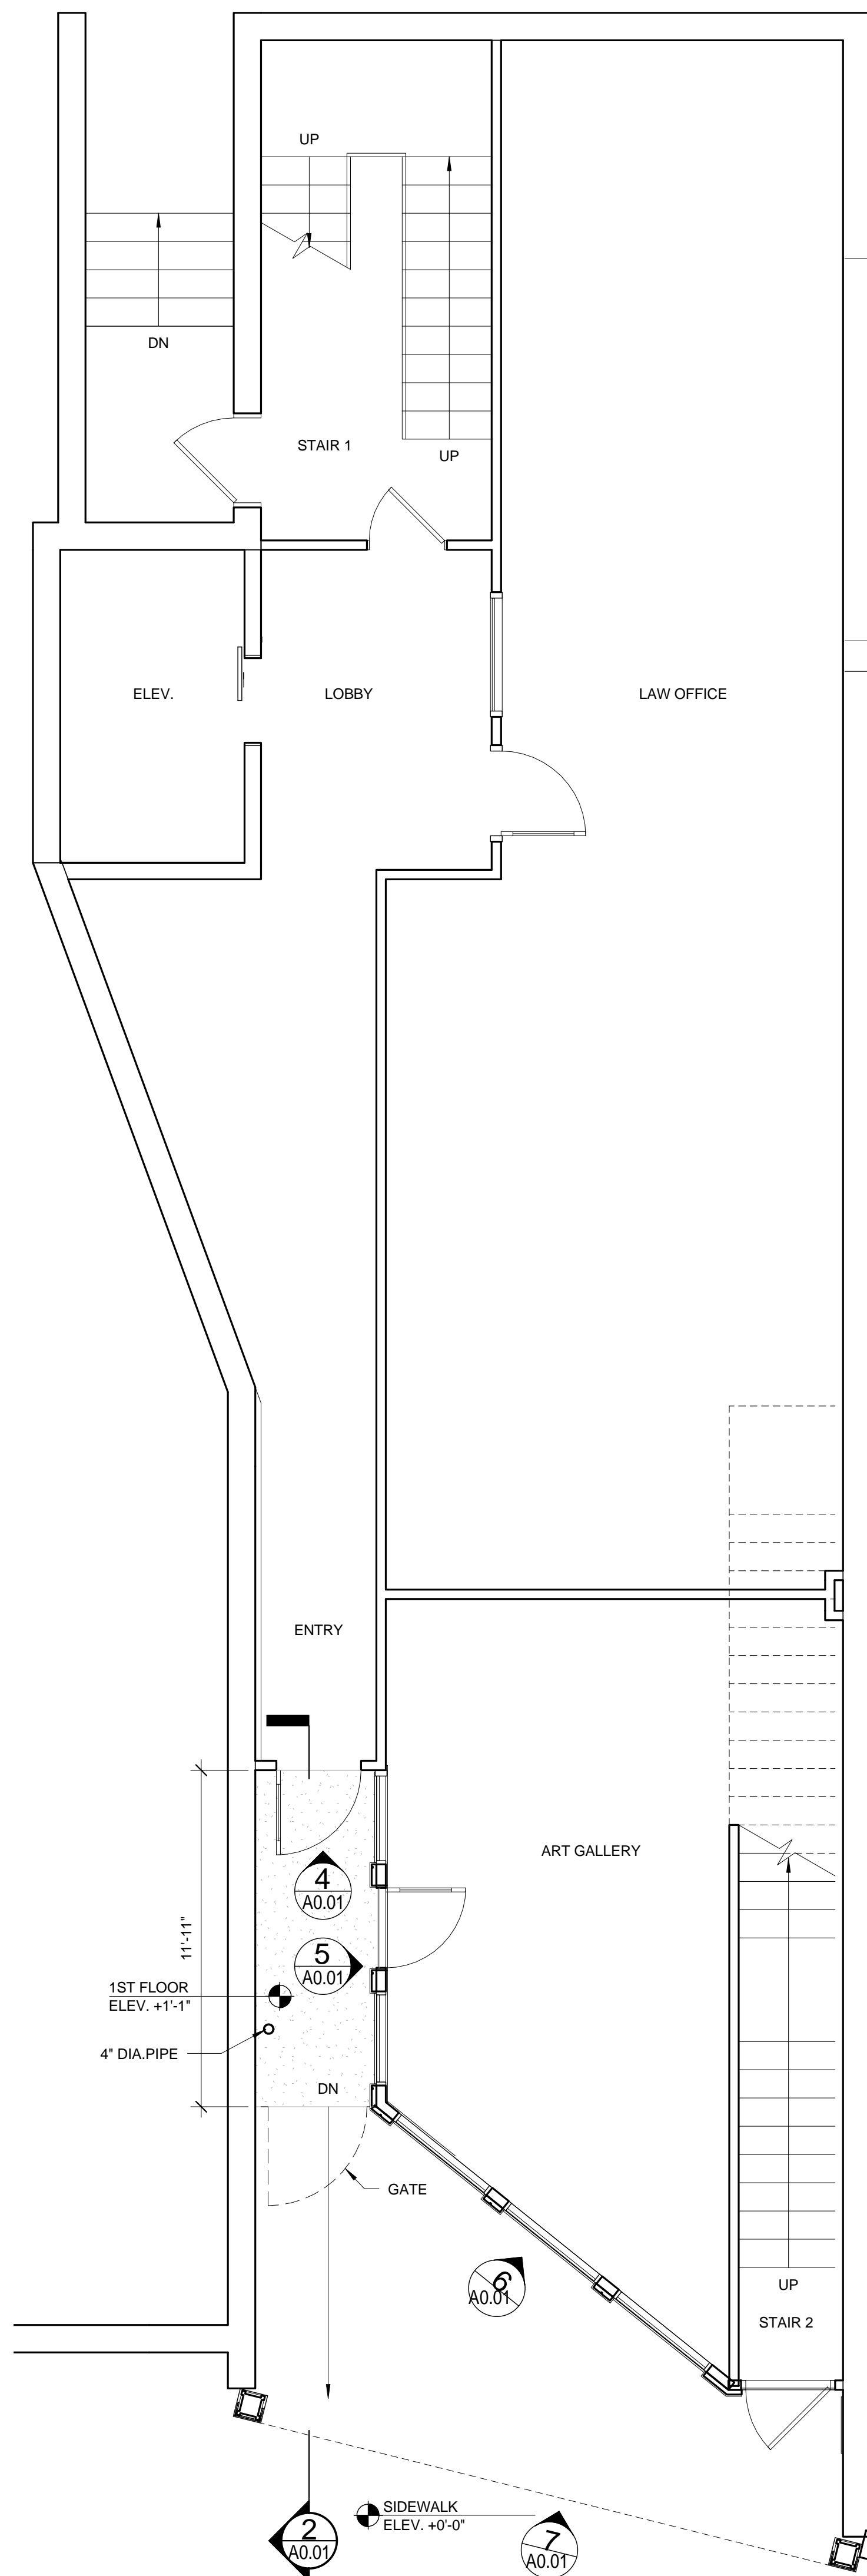 UP
DN
STAIR 1
UP
ELEV.
LOBBY
LAW OFFICE
ENTRY
ART GALLERY
4
A0.01
11'-11"
5
A0.01
1ST FLOOR
ELEV. +1'-1"
4" DIA.PIPE
DN
GATE
6
A0.01
UP
STAIR 2
SIDEWALK
ELEV. +0'-0"
2
A0.01
7
A0.01